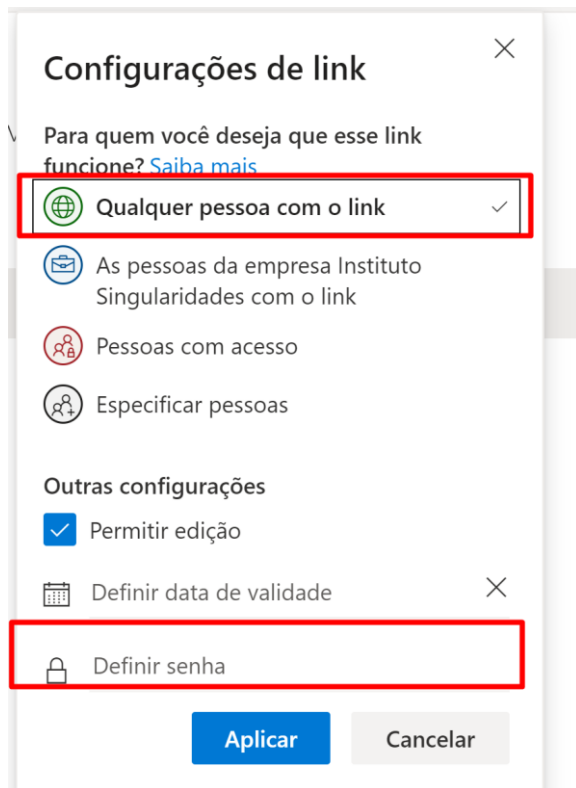 Configurações de link
Para quem você deseja que esse link
funcione? Saiba mais
Qualquer pessoa com o link
As pessoas da empresa Instituto
Singularidades com o link
Pessoas com acesso
Especificar pessoas
Outras configurações
Permitir edição
Definir data de validade
Definir senha
Aplicar Cancelar